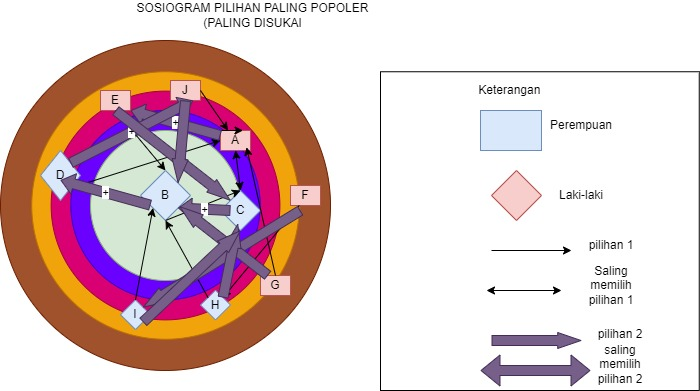 SOSIOGRAM PILIHAN PALING POPOLER
(PALING DISUKAI
E
J
+
+
A
D
+
B
+
C
F
G
I
H
Keterangan
Perempuan
Laki-laki
pilihan 1
Saling
memilih
pilihan 1
pilihan 2
saling
memilih
pilihan 2